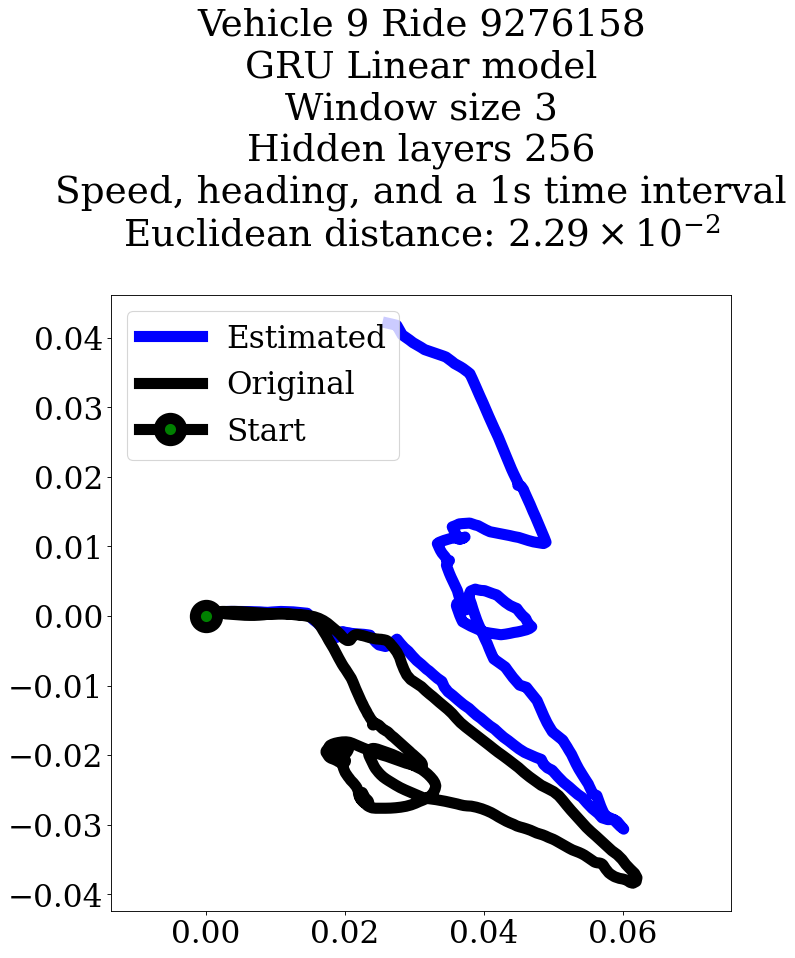 Vehicle 9 Ride 9276158
GRU Linear model
Window size 3
Hidden layers 256
Speed, heading, and a 1s time interval
Euclidean distance: 2.29 × 10⁻²
Estimated
Original
Start
0.04
0.03
0.02
0.01
0.00
−0.01
−0.02
−0.03
−0.04
0.00 0.02 0.04 0.06